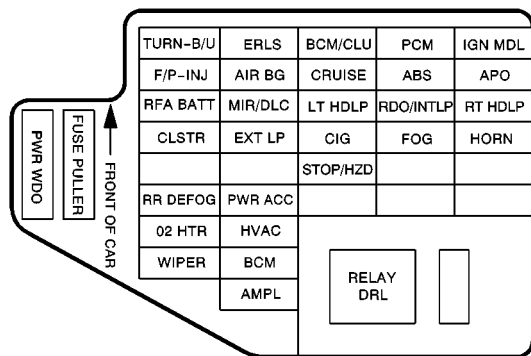 TURN-B/U ERLS BCM/CLU PCM IGN MDL
F/P-INJ AIR BG CRUISE ABS APO
RFA BATT MIR/DLC LT HDLP RDO/INTLP RT HDLP
CLSTR EXT LP CIG FOG HORN
STOP/HZD
RR DEFOG PWR ACC
02 HTR HVAC
WIPER BCM
AMPL
RELAY
DRL
PWR WDO
FUSE PULLER
FRONT OF CAR